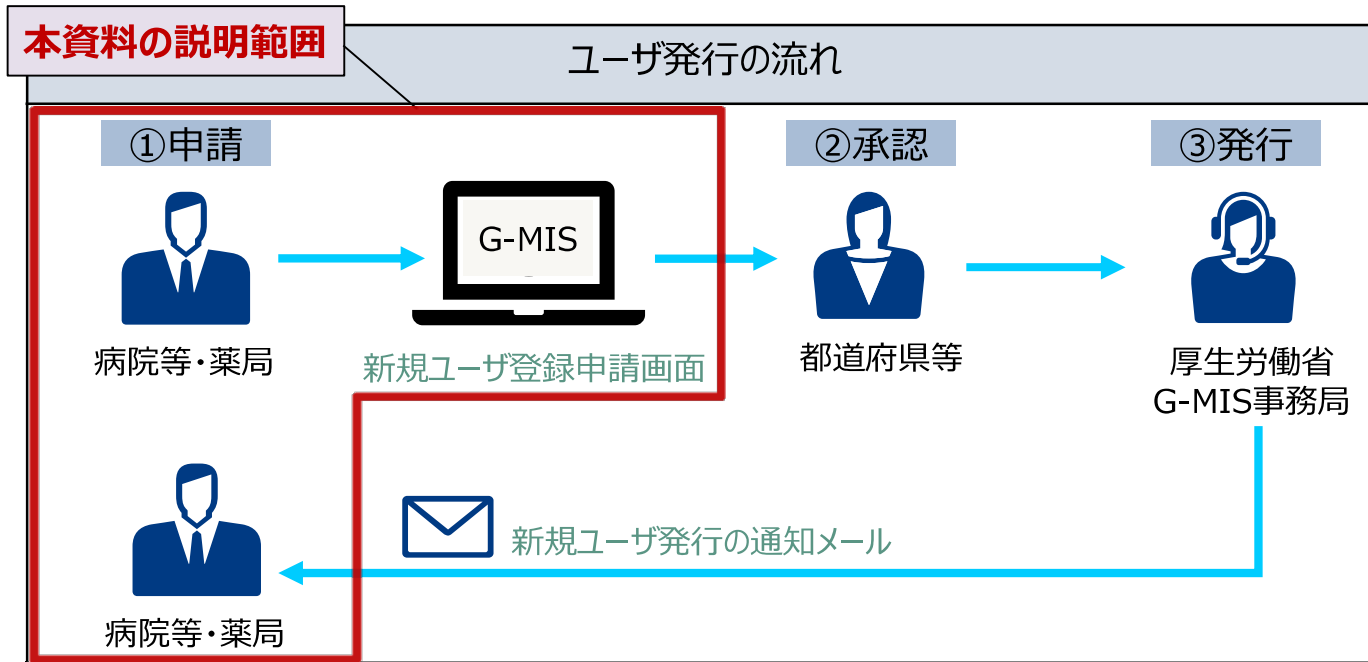 本資料の説明範囲
ユーザ発行の流れ
①申請
②承認
③発行
G-MIS
病院等・薬局
新規ユーザ登録申請画面
都道府県等
厚生労働省
G-MIS事務局
新規ユーザ発行の通知メール
病院等・薬局